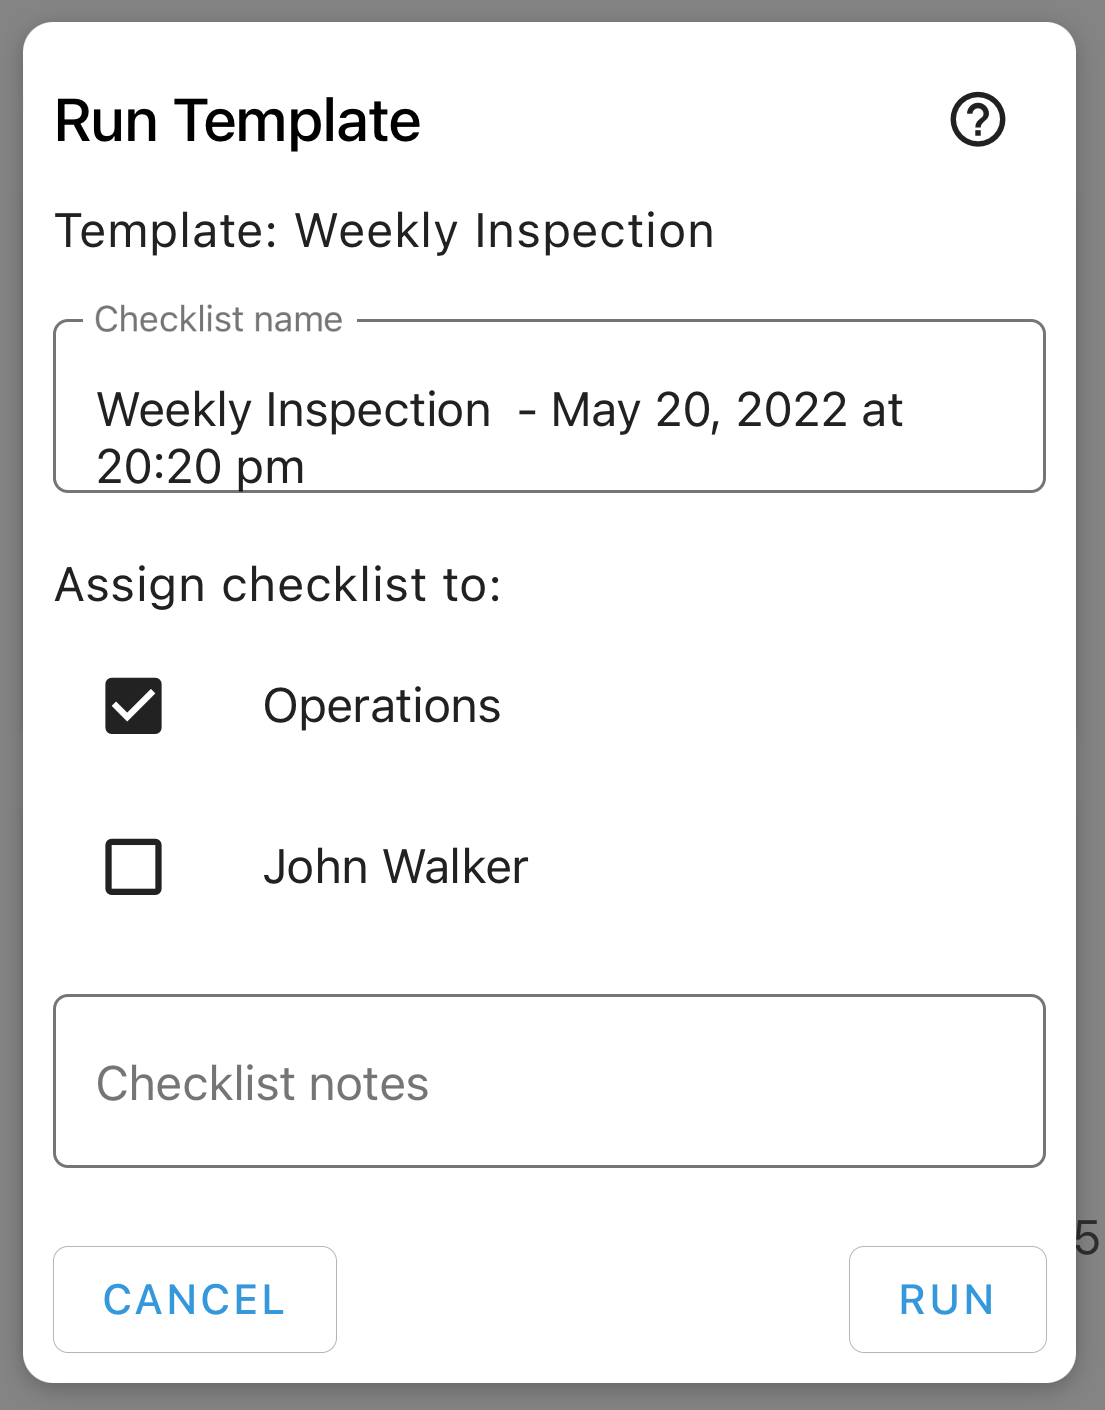 Run Template
Template: Weekly Inspection
Checklist name
Weekly Inspection  - May 20, 2022 at
20:20 pm
Assign checklist to:
Operations
John Walker
Checklist notes
5
CANCEL
RUN